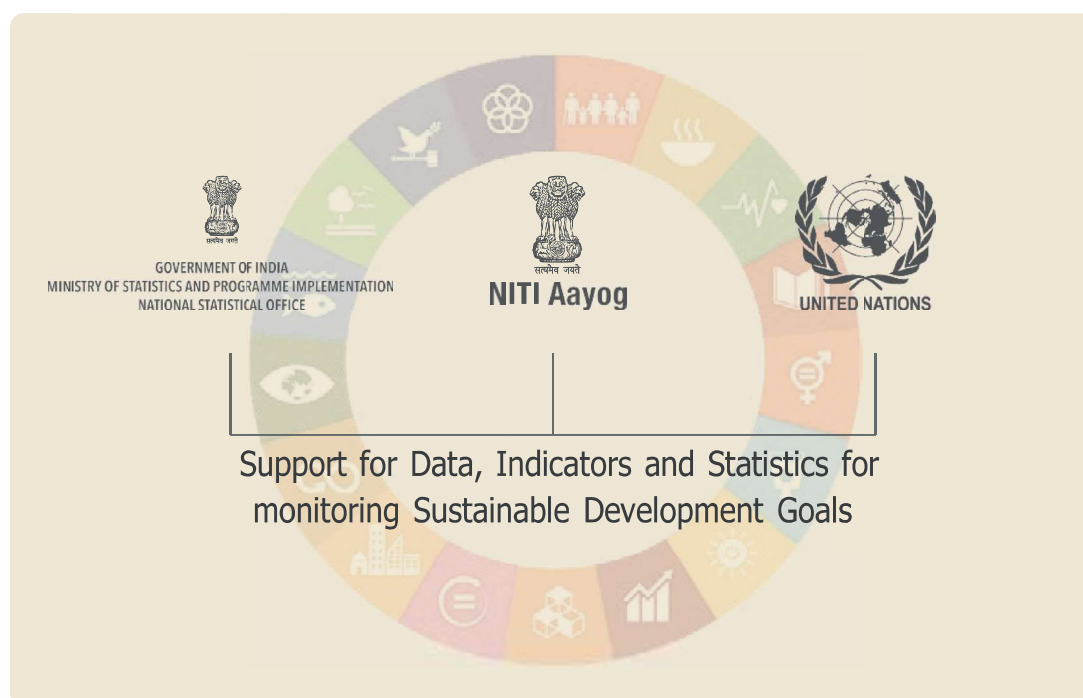 सत्यमेव जयते
GOVERNMENT OF INDIA
MINISTRY OF STATISTICS AND PROGRAMME IMPLEMENTATION
NATIONAL STATISTICAL OFFICE
सत्यमेव जयते
NITI Aayog
UNITED NATIONS
Support for Data, Indicators and Statistics for
monitoring Sustainable Development Goals